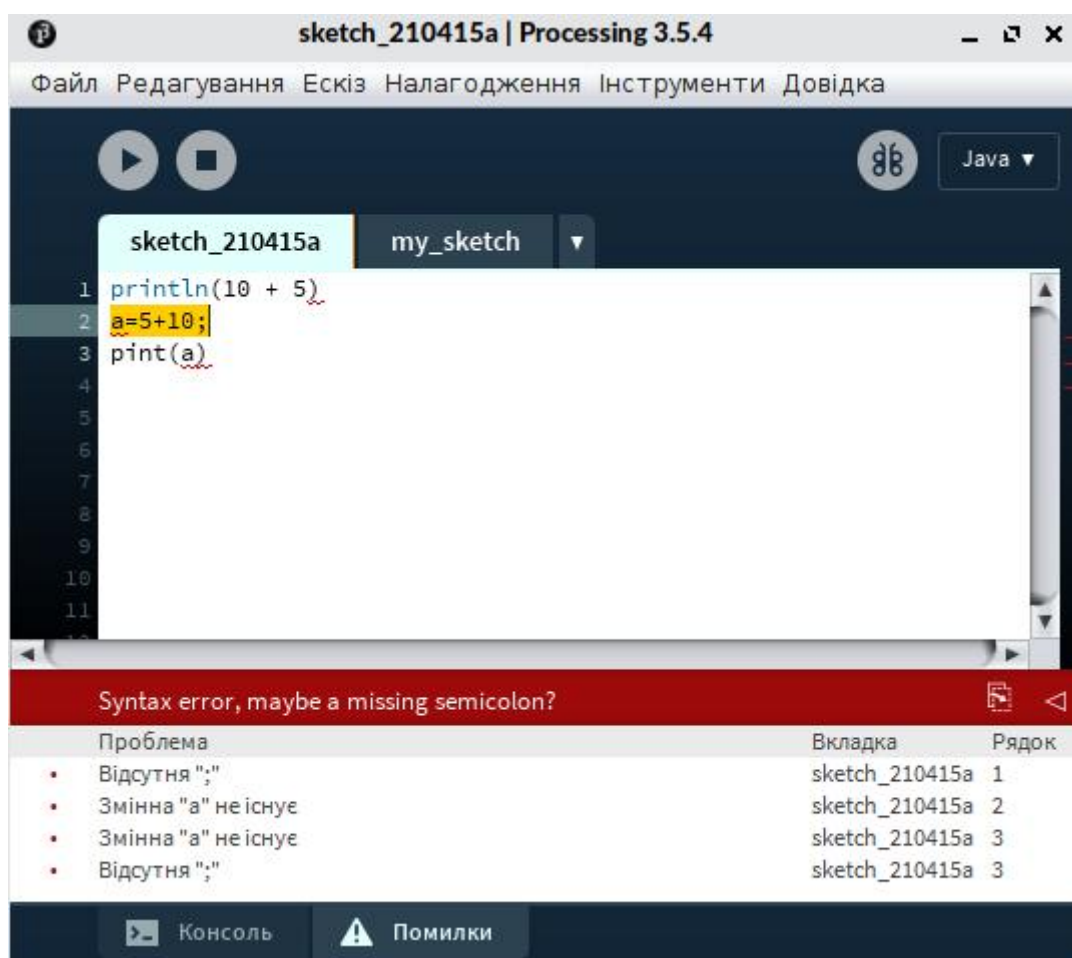 sketch_210415a | Processing 3.5.4
Файл Редагування Ескіз Налагодження Інструменти Довідка
Java
sketch_210415a my_sketch
1 println(10 + 5)
2 a=5+10;
3 pint(a)
4
5
6
7
8
9
10
11
Syntax error, maybe a missing semicolon?
Проблема Вкладка Рядок
Відсутня ";" sketch_210415a 1
Змінна "a" не існує sketch_210415a 2
Змінна "a" не існує sketch_210415a 3
Відсутня ";" sketch_210415a 3
Консоль Помилки